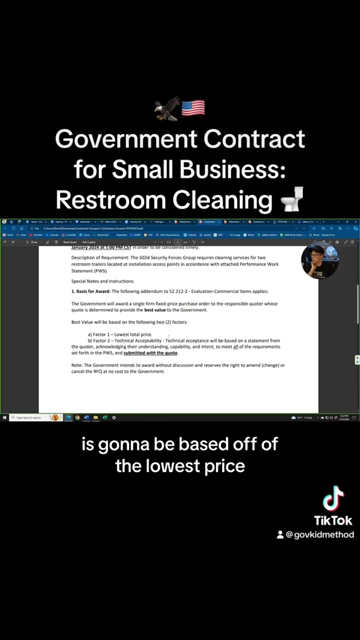 Government Contract
for Small Business:
Restroom Cleaning
January 2024 at 1:00 PM CST in order to be considered timely.
Description of Requirement: The 502d Security Forces Group requires cleaning services for two
restroom trailers located at installation access points in accordance with attached Performance Work
Statement (PWS).
Special Notes and Instructions:
1. Basis for Award: The following addendum to 52.212-2 - Evaluation-Commercial Items applies:
The Government will award a single firm-fixed-price purchase order to the responsible quoter whose
quote is determined to provide the best value to the Government.
Best Value will be based on the following two (2) factors:
a) Factor 1 – Lowest total price.
b) Factor 2 – Technical Acceptability - Technical acceptance will be based on a statement from
the quoter, acknowledging their understanding, capability, and intent, to meet all of the requirements
set forth in the PWS, and submitted with the quote.
Note: The Government intends to award without discussion and reserves the right to amend (change) or
cancel the RFQ at no cost to the Government.
is gonna be based off of
the lowest price
TikTok
@govkidmethod